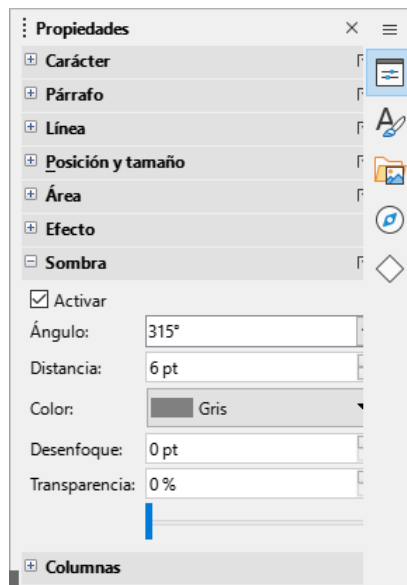 Propiedades
Carácter
Párrafo
Línea
Posición y tamaño
Área
Efecto
Sombra
Activar
Ángulo: 315°
Distancia: 6 pt
Color: Gris
Desenfoque: 0 pt
Transparencia: 0 %
Columnas